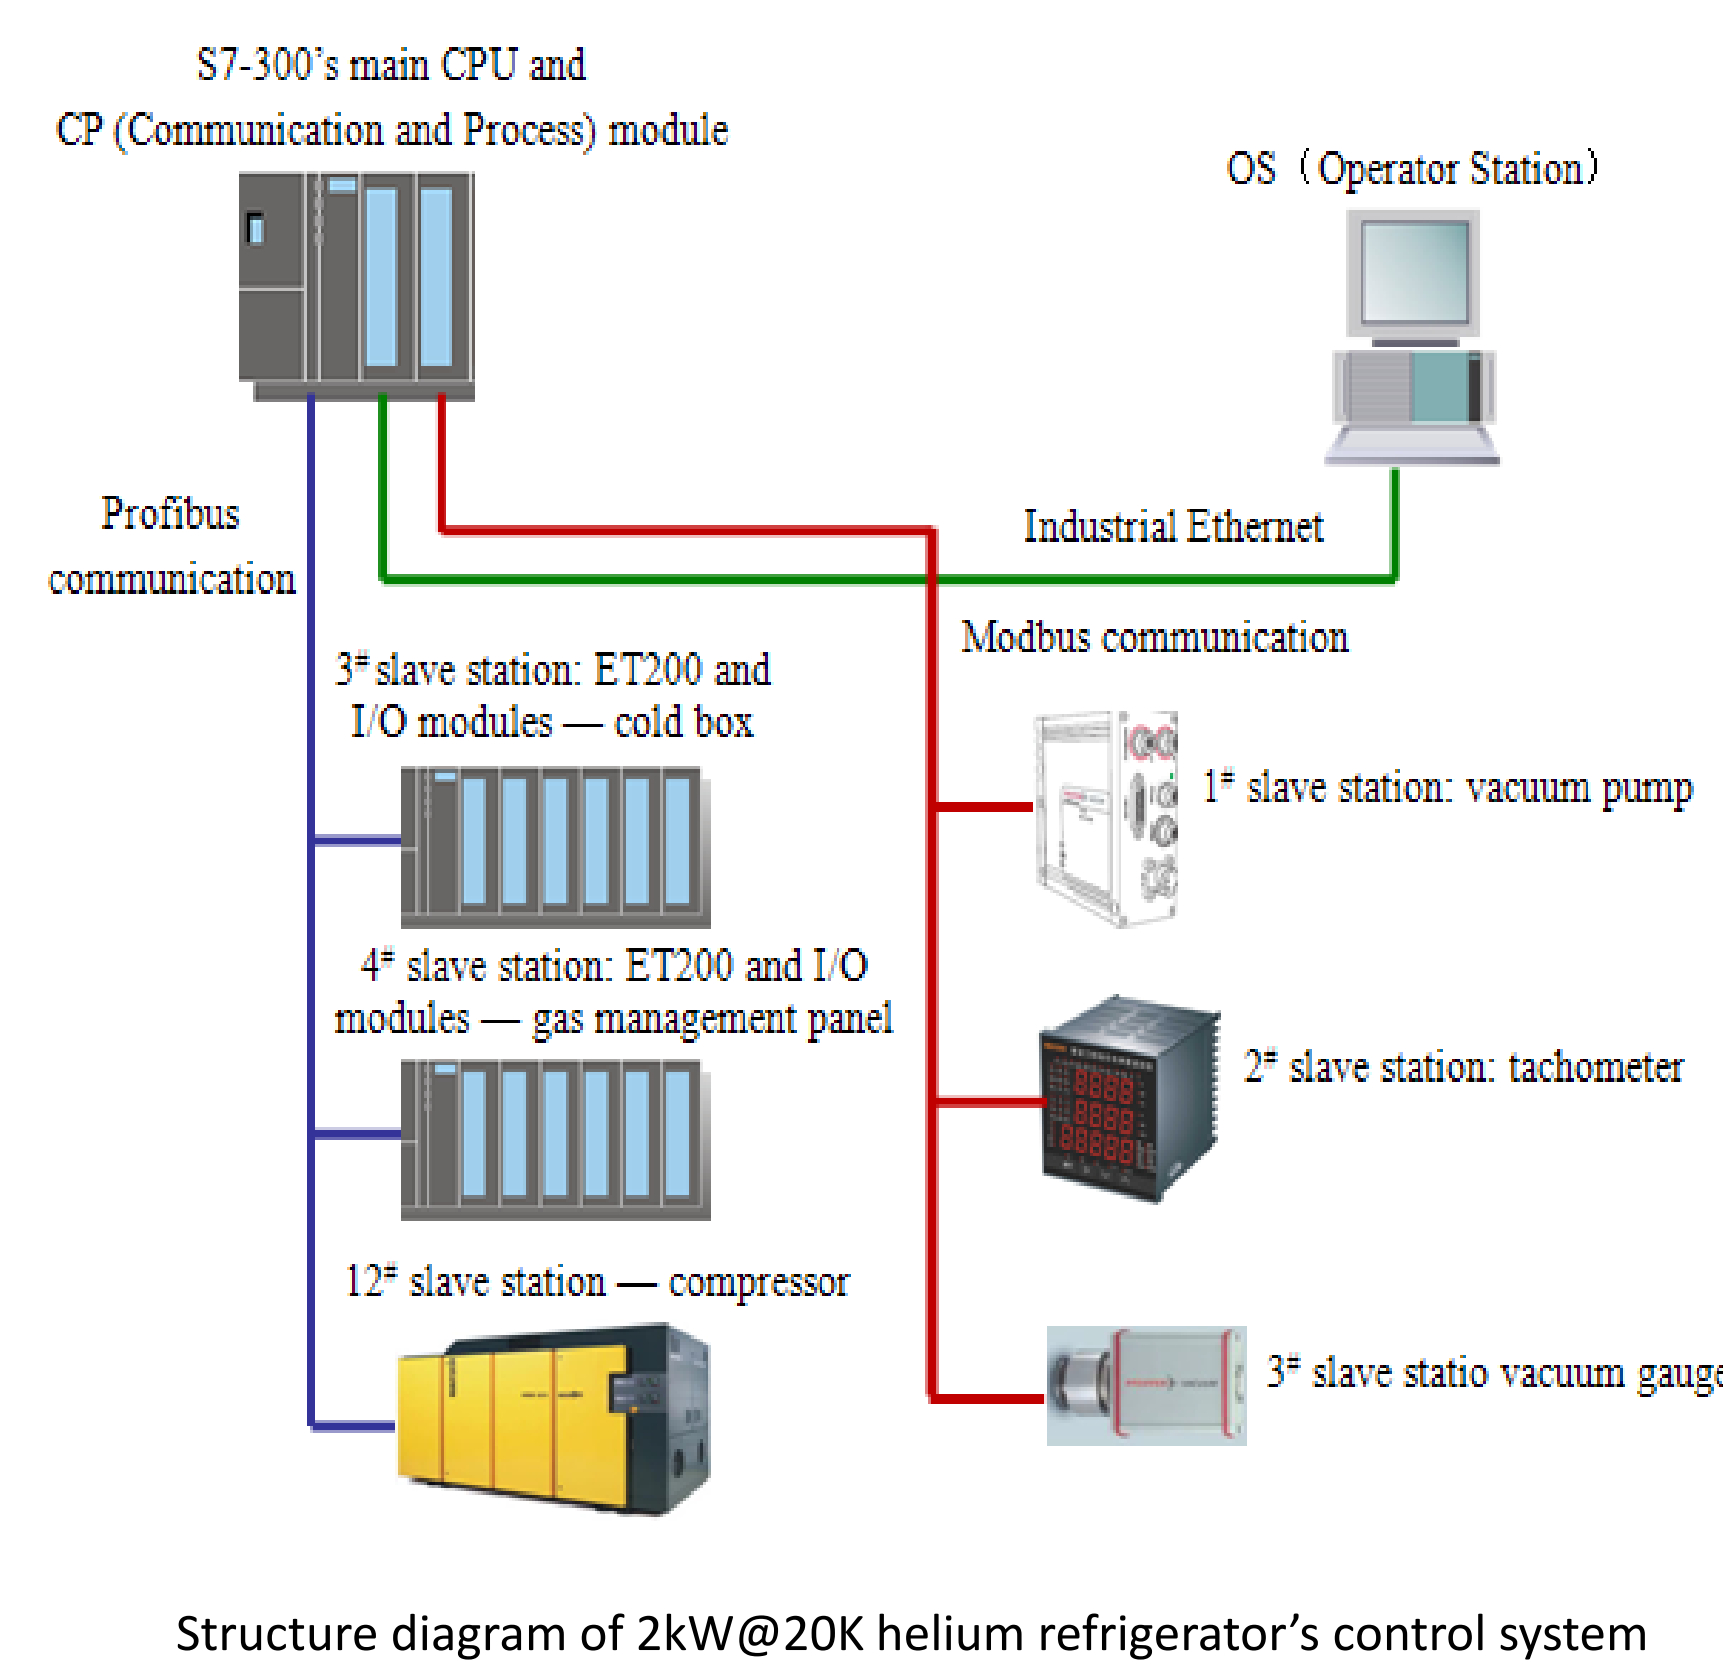 S7-300’s main CPU and
CP (Communication and Process) module
OS（Operator Station）
Profibus
communication
Industrial Ethernet
Modbus communication
3# slave station: ET200 and
I/O modules — cold box
1# slave station: vacuum pump
4# slave station: ET200 and I/O
modules — gas management panel
2# slave station: tachometer
12# slave station — compressor
3# slave statio vacuum gauge
Structure diagram of 2kW@20K helium refrigerator’s control system